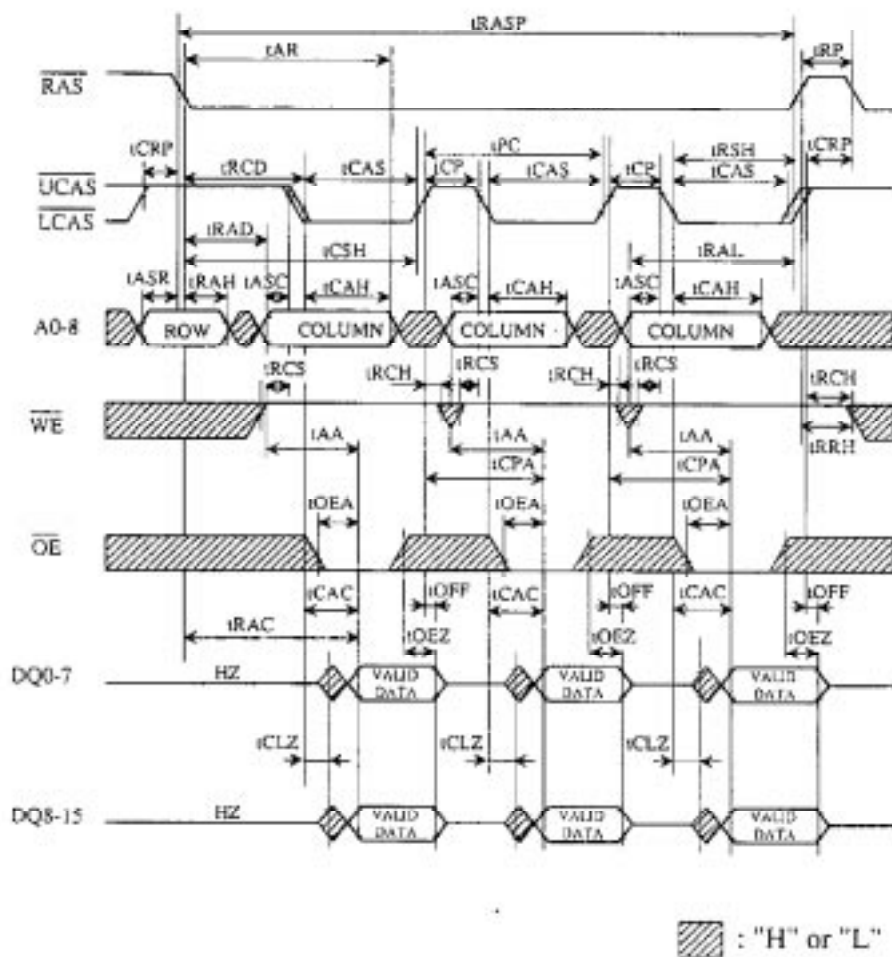 tRASP
tAR
tRP
RAS
tCRP
tRCD
tCAS
tPC
tCP
tCAS
tCP
tRSH
tCAS
tCRP
UCAS
LCAS
tRAD
tCSH
tRAL
tASR
tRAH
tASC
tCAH
tASC
tCAH
tASC
tCAH
A0-8
ROW
COLUMN
COLUMN
COLUMN
tRCS
tRCH
tRCS
tRCH
tRCS
tRCH
WE
tAA
tAA
tAA
tRRH
tCPA
tCPA
tOEA
tOEA
tOEA
OE
tCAC
tOFF
tCAC
tOFF
tCAC
tOFF
tRAC
tOEZ
tOEZ
tOEZ
DQ0-7
HZ
VALID DATA
VALID DATA
VALID DATA
tCLZ
tCLZ
tCLZ
DQ8-15
HZ
VALID DATA
VALID DATA
VALID DATA
: "H" or "L"